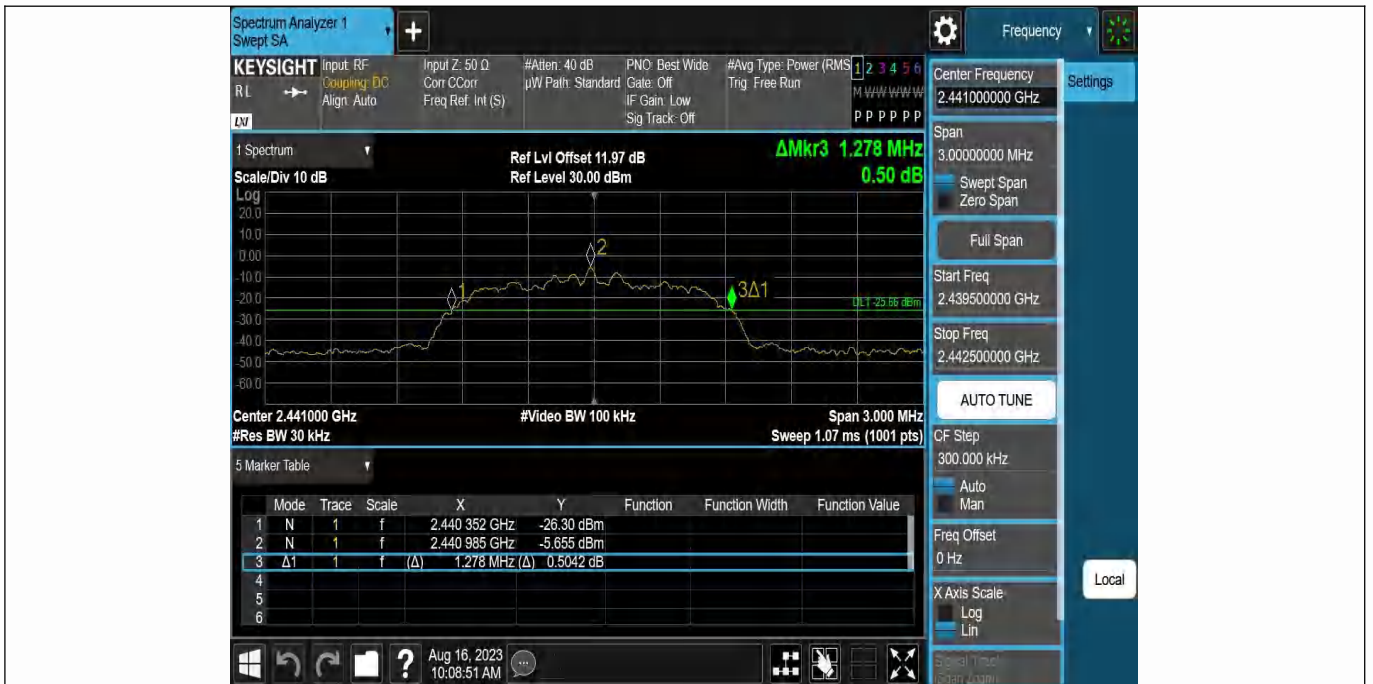 Spectrum Analyzer 1
Swept SA
+
Frequency
KEYSIGHT
RL
LXI
Input: RF
Coupling: DC
Align: Auto
Input Z: 50 Ω
Corr CCorr
Freq Ref: Int (S)
#Atten: 40 dB
µW Path: Standard
PNO: Best Wide
Gate: Off
IF Gain: Low
Sig Track: Off
#Avg Type: Power (RMS
Trig: Free Run
1 2 3 4 5 6
M W W W W W
P P P P P P
Center Frequency
2.441000000 GHz
Settings
Span
3.00000000 MHz
Swept Span
Zero Span
Full Span
Start Freq
2.439500000 GHz
Stop Freq
2.442500000 GHz
AUTO TUNE
CF Step
300.000 kHz
Auto
Man
Freq Offset
0 Hz
X Axis Scale
Log
Lin
Signal Track
(Span Zoom)
Local
1 Spectrum
Scale/Div 10 dB
Ref Lvl Offset 11.97 dB
Ref Level 30.00 dBm
ΔMkr3 1.278 MHz
0.50 dB
Log
20.0
10.0
0.00
-10.0
-20.0
-30.0
-40.0
-50.0
-60.0
1
2
3Δ1
DL1 -25.66 dBm
Center 2.441000 GHz
#Video BW 100 kHz
Span 3.000 MHz
#Res BW 30 kHz
Sweep 1.07 ms (1001 pts)
5 Marker Table
Mode Trace Scale X Y Function Function Width Function Value
1 N 1 f 2.440 352 GHz -26.30 dBm
2 N 1 f 2.440 985 GHz -5.655 dBm
3 Δ1 1 f (Δ) 1.278 MHz (Δ) 0.5042 dB
4
5
6
?
Aug 16, 2023
10:08:51 AM